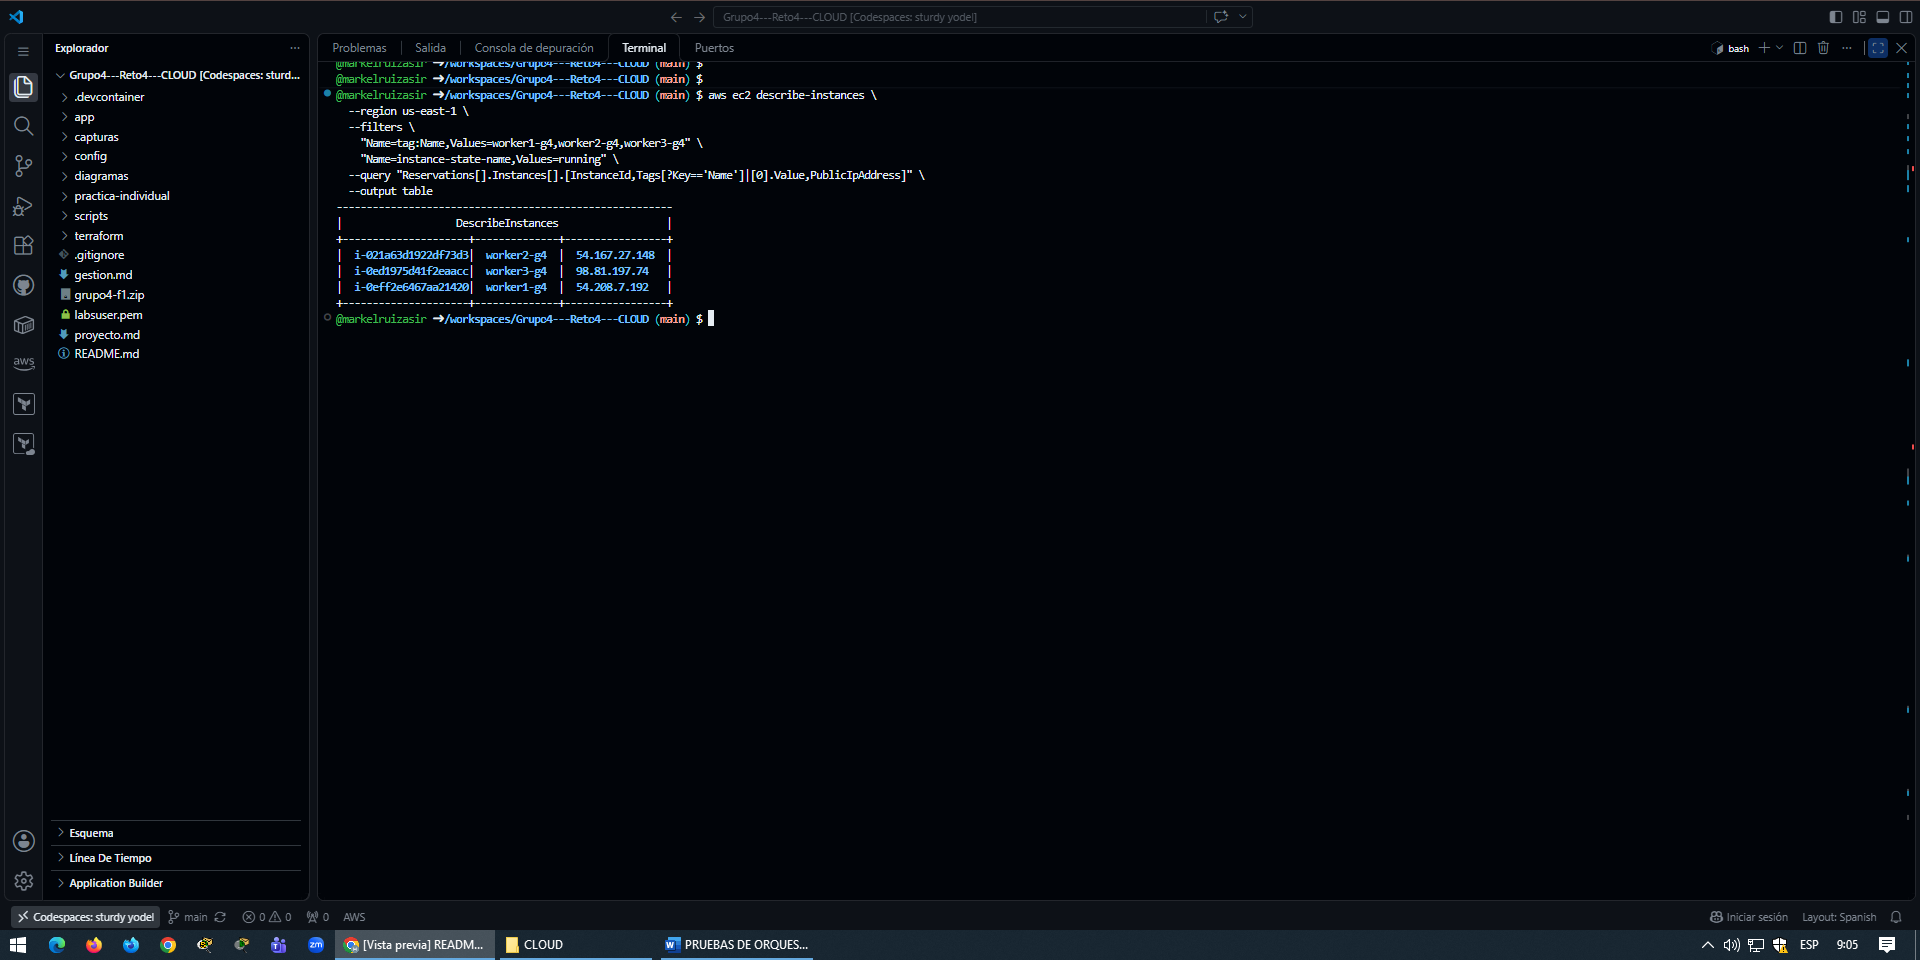 Grupo4---Reto4---CLOUD [Codespaces: sturdy yodel]
Explorador
Grupo4---Reto4---CLOUD [Codespaces: sturd...
.devcontainer
app
capturas
config
diagramas
practica-individual
scripts
terraform
.gitignore
gestion.md
grupo4-f1.zip
labsuser.pem
proyecto.md
README.md
Esquema
Línea De Tiempo
Application Builder
aws
Problemas
Salida
Consola de depuración
Terminal
Puertos
bash
@markelruizasir ➜/workspaces/Grupo4---Reto4---CLOUD (main) $
@markelruizasir ➜/workspaces/Grupo4---Reto4---CLOUD (main) $
@markelruizasir ➜/workspaces/Grupo4---Reto4---CLOUD (main) $ aws ec2 describe-instances \
  --region us-east-1 \
  --filters \
    "Name=tag:Name,Values=worker1-g4,worker2-g4,worker3-g4" \
    "Name=instance-state-name,Values=running" \
  --query "Reservations[].Instances[].[InstanceId,Tags[?Key=='Name']|[0].Value,PublicIpAddress]" \
  --output table
-------------------------------------------------------
|                   DescribeInstances                  |
+---------------------+--------------+-----------------+
|  i-021a63d1922df73d3|  worker2-g4  |  54.167.27.148  |
|  i-0ed1975d41f2eaacc|  worker3-g4  |  98.81.197.74   |
|  i-0eff2e6467aa21420|  worker1-g4  |  54.208.7.192   |
+---------------------+--------------+-----------------+
@markelruizasir ➜/workspaces/Grupo4---Reto4---CLOUD (main) $
Codespaces: sturdy yodel
main
0
0
0
AWS
Iniciar sesión
Layout: Spanish
[Vista previa] READM...
CLOUD
PRUEBAS DE ORQUES...
ESP
9:05